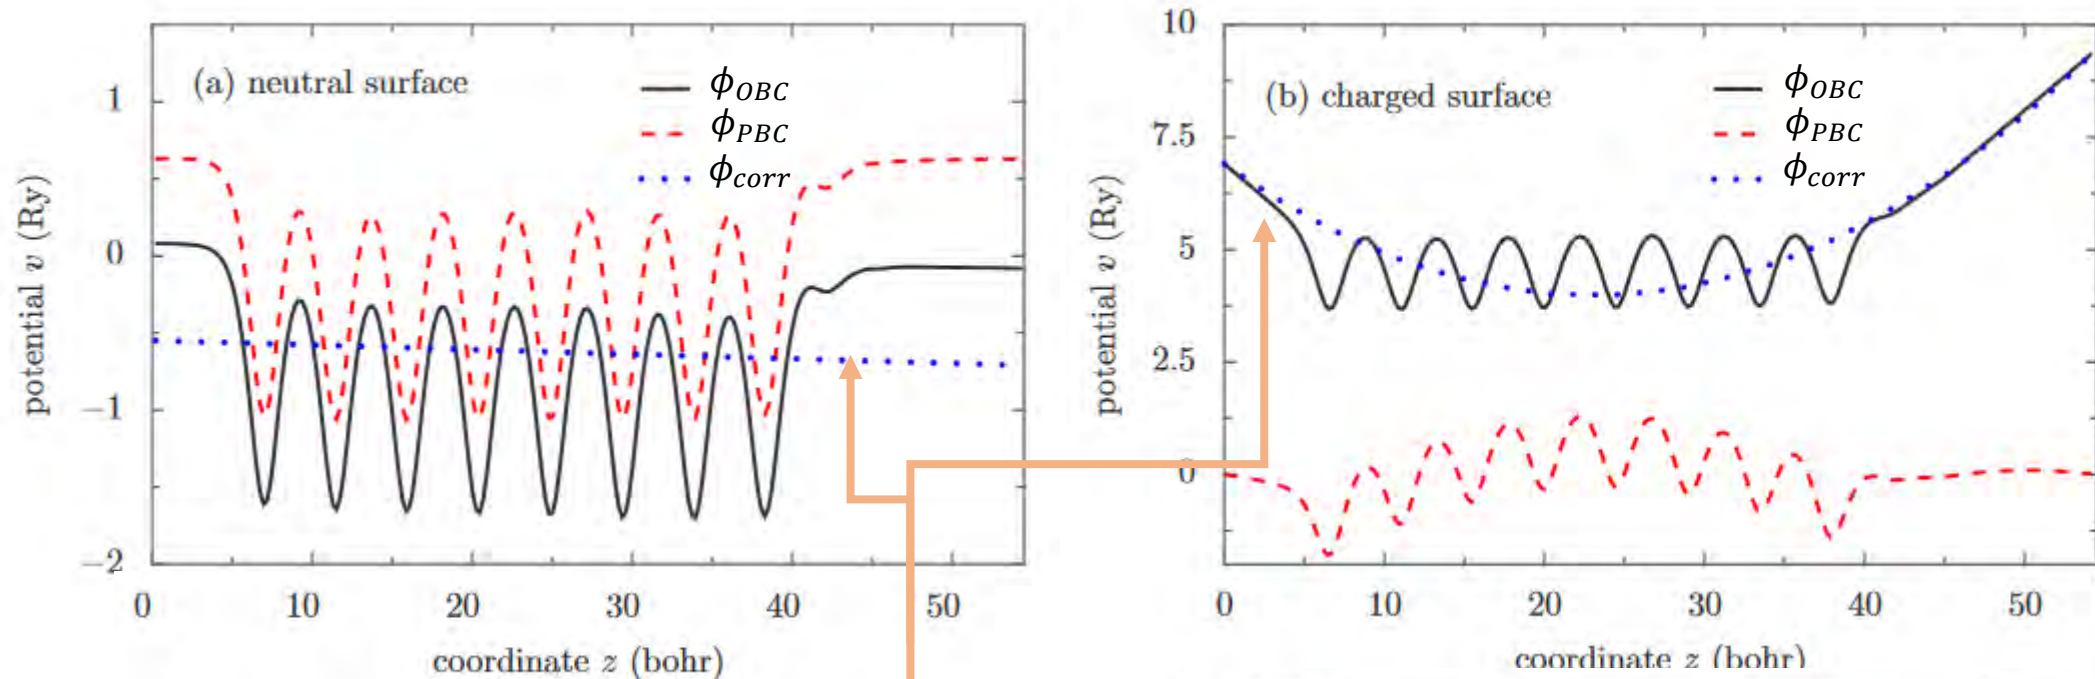 (a) neutral surface
ϕ_OBC
ϕ_PBC
ϕ_corr
potential v (Ry)
1
0
−1
−2
0 10 20 30 40 50
coordinate z (bohr)
(b) charged surface
ϕ_OBC
ϕ_PBC
ϕ_corr
potential v (Ry)
10
7.5
5
2.5
0
0 10 20 30 40 50
coordinate z (bohr)